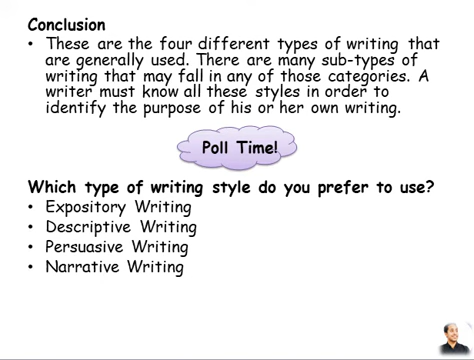 Conclusion
• These are the four different types of writing that
are generally used. There are many sub-types of
writing that may fall in any of those categories. A
writer must know all these styles in order to
identify the purpose of his or her own writing.
Poll Time!
Which type of writing style do you prefer to use?
• Expository Writing
• Descriptive Writing
• Persuasive Writing
• Narrative Writing